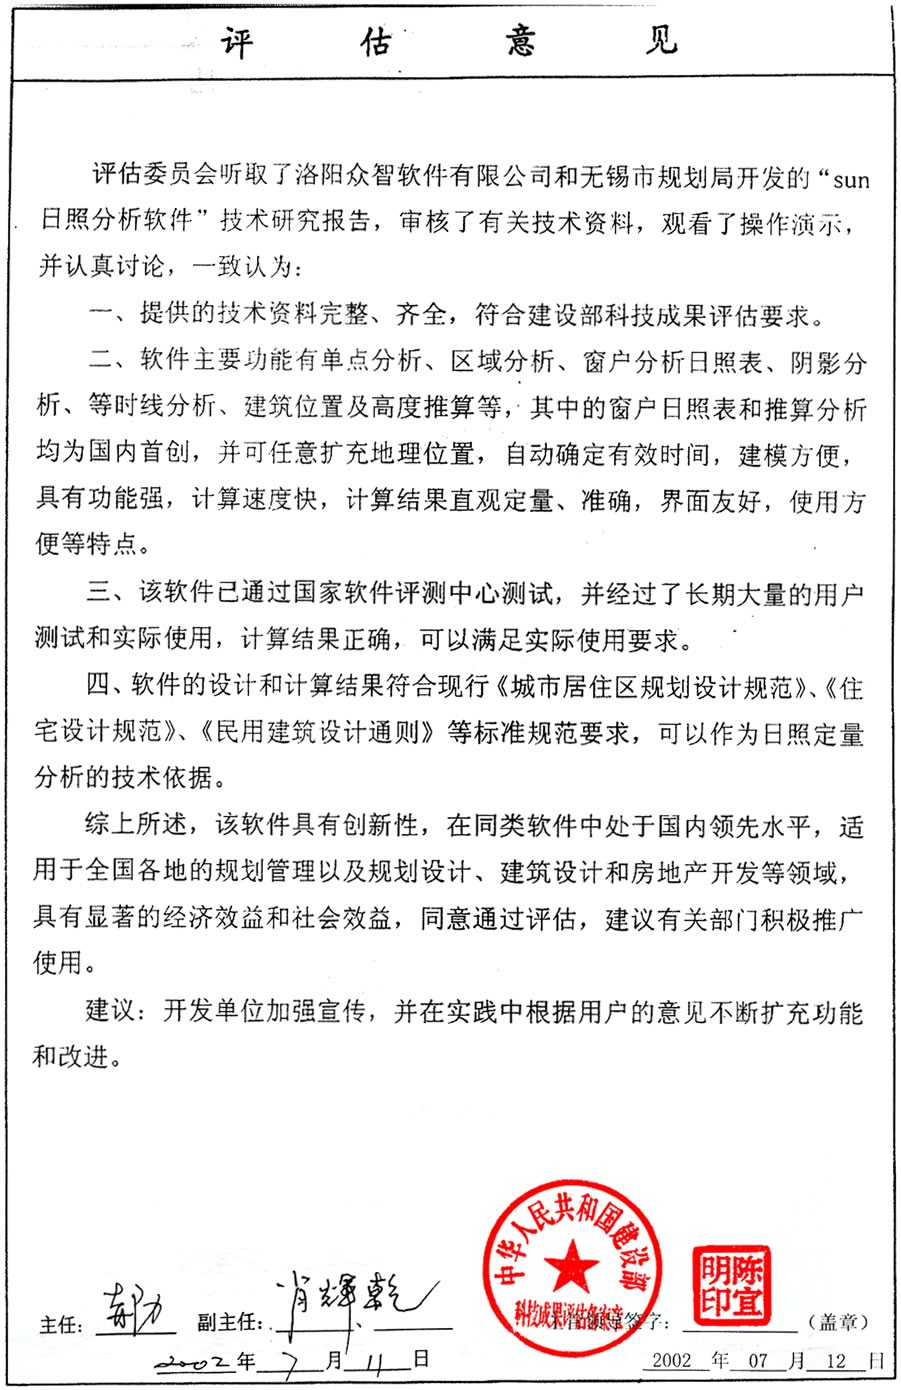 评估意见
评估委员会听取了洛阳众智软件有限公司和无锡市规划局开发的“sun
日照分析软件”技术研究报告，审核了有关技术资料，观看了操作演示，
并认真讨论，一致认为：
一、提供的技术资料完整、齐全，符合建设部科技成果评估要求。
二、软件主要功能有单点分析、区域分析、窗户分析日照表、阴影分
析、等时线分析、建筑位置及高度推算等，其中的窗户日照表和推算分析
均为国内首创，并可任意扩充地理位置，自动确定有效时间，建模方便，
具有功能强，计算速度快，计算结果直观定量、准确，界面友好，使用方
便等特点。
三、该软件已通过国家软件评测中心测试，并经过了长期大量的用户
测试和实际使用，计算结果正确，可以满足实际使用要求。
四、软件的设计和计算结果符合现行《城市居住区规划设计规范》、《住
宅设计规范》、《民用建筑设计通则》等标准规范要求，可以作为日照定量
分析的技术依据。
综上所述，该软件具有创新性，在同类软件中处于国内领先水平，适
用于全国各地的规划管理以及规划设计、建筑设计和房地产开发等领域，
具有显著的经济效益和社会效益，同意通过评估，建议有关部门积极推广
使用。
建议：开发单位加强宣传，并在实践中根据用户的意见不断扩充功能
和改进。
中华人民共和国建设部
科技成果评估备案章
陈宜明印
主任：郝力 副主任：肖輝乾 签字：（盖章）
2002年7月11日 2002年07月12日